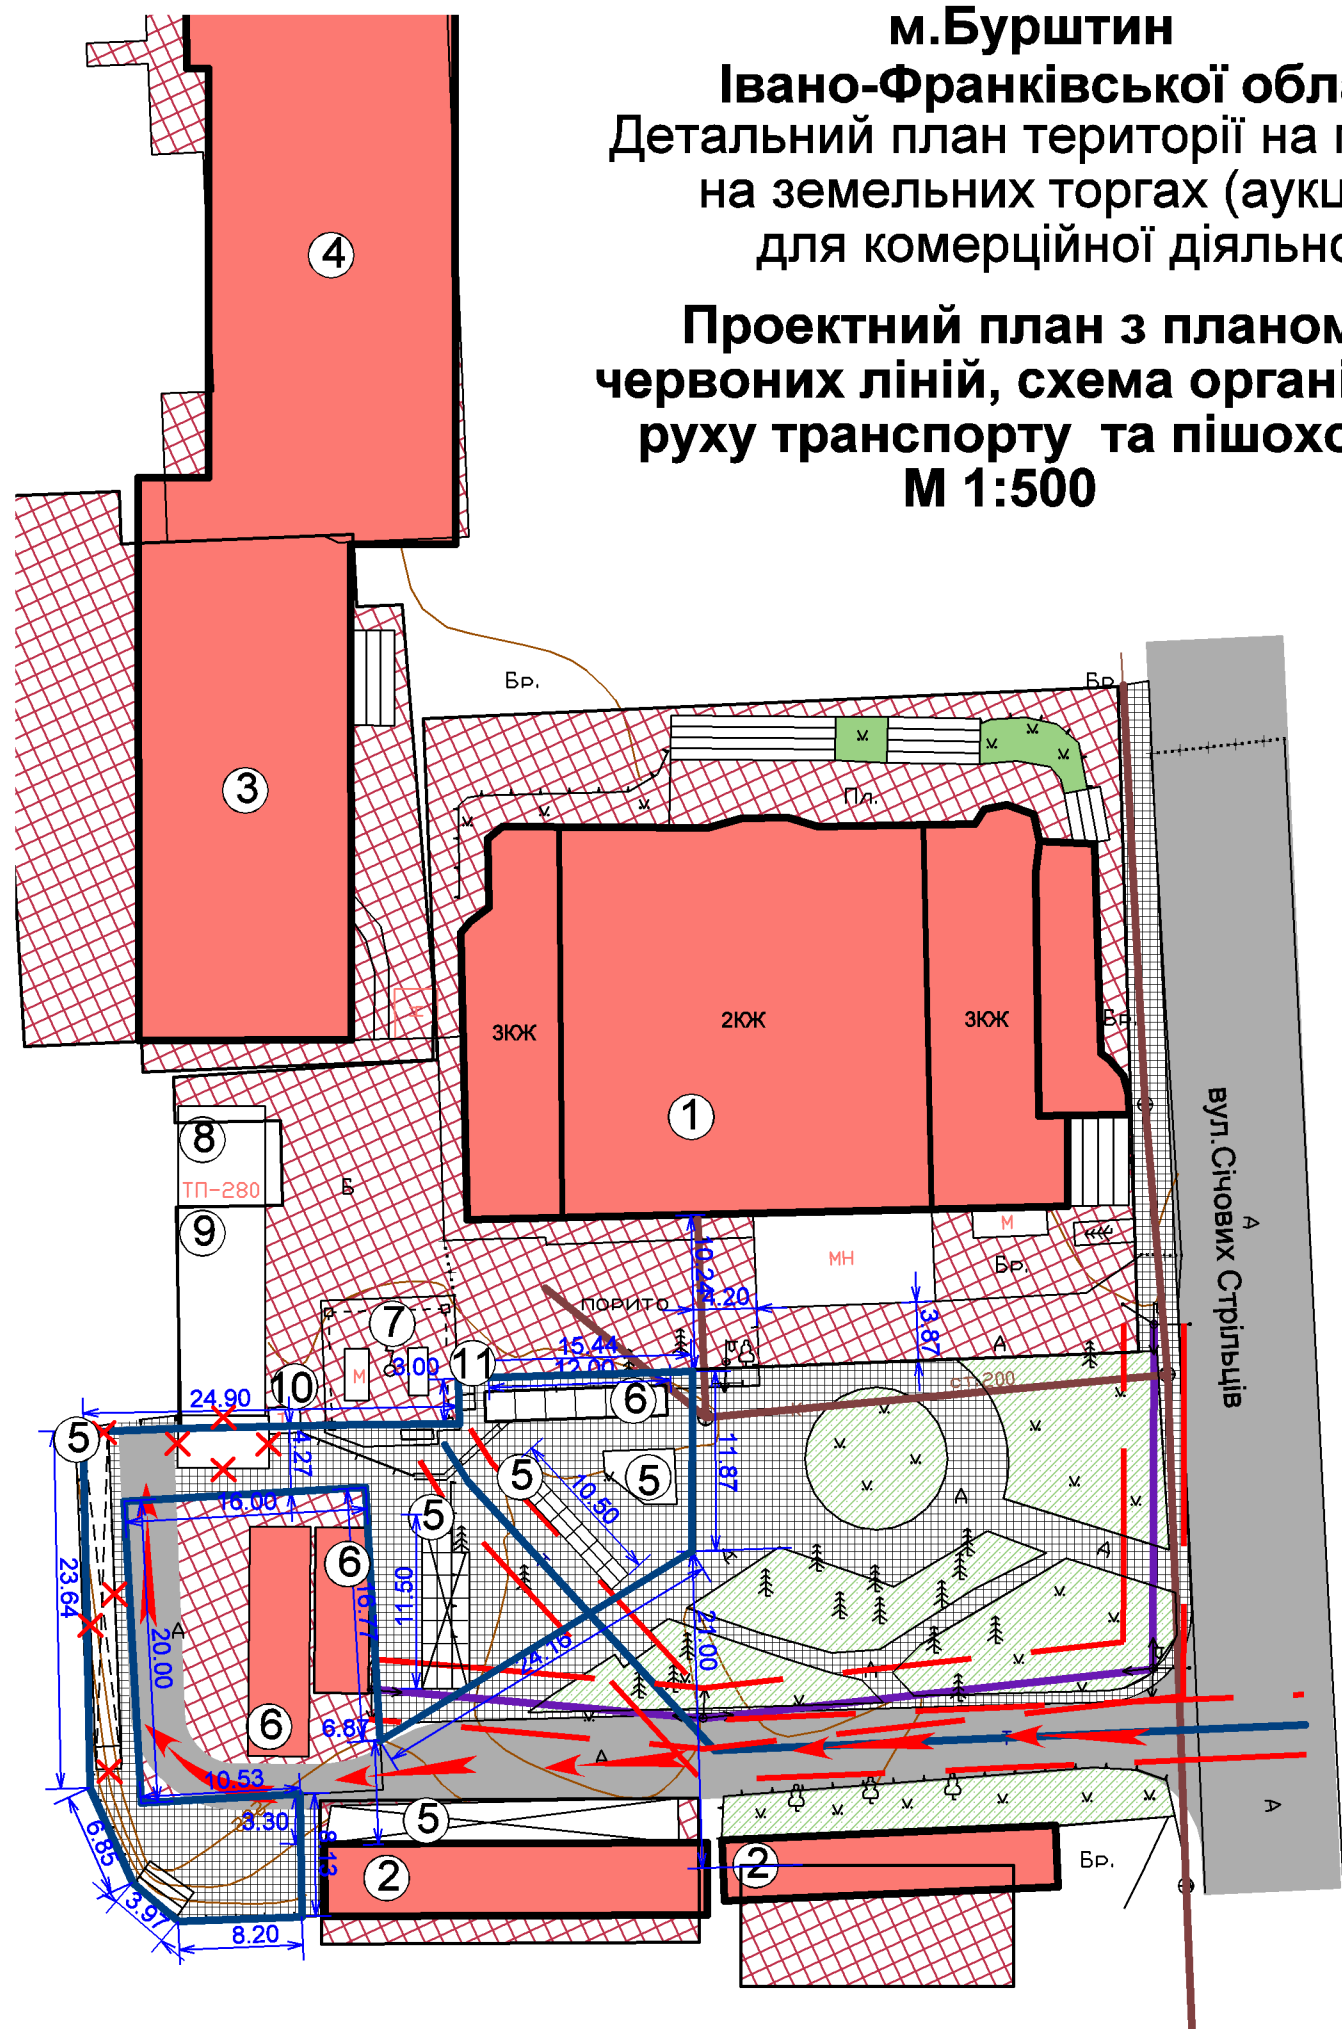 м.Бурштин
Івано-Франківської обла
Детальний план території на
на земельних торгах (аукц
для комерційної діяльно
Проектний план з планом
червоних ліній, схема органі
руху транспорту та пішохо
М 1:500
4
Бр.
Бр.
3
Пл.
3КЖ
2КЖ
3КЖ
Бр.
1
8
ТП-280
Б
9
вул.Січових Стрільців
А
М
МН
Бр.
10.24
4.20
ПОРИТО
3.87
7
15.44
12.00
А
11
3.00
М
10
6
ст.200
24.90
5
4.27
5
5
11.87
10.50
16.00
5
А
6
11.50
А
23.64
16.77
А
20.00
24.16
21.00
А
6
6.87
Т
А
10.53
3.30
5
8.13
А
6.85
2
2
Бр.
3.97
8.20